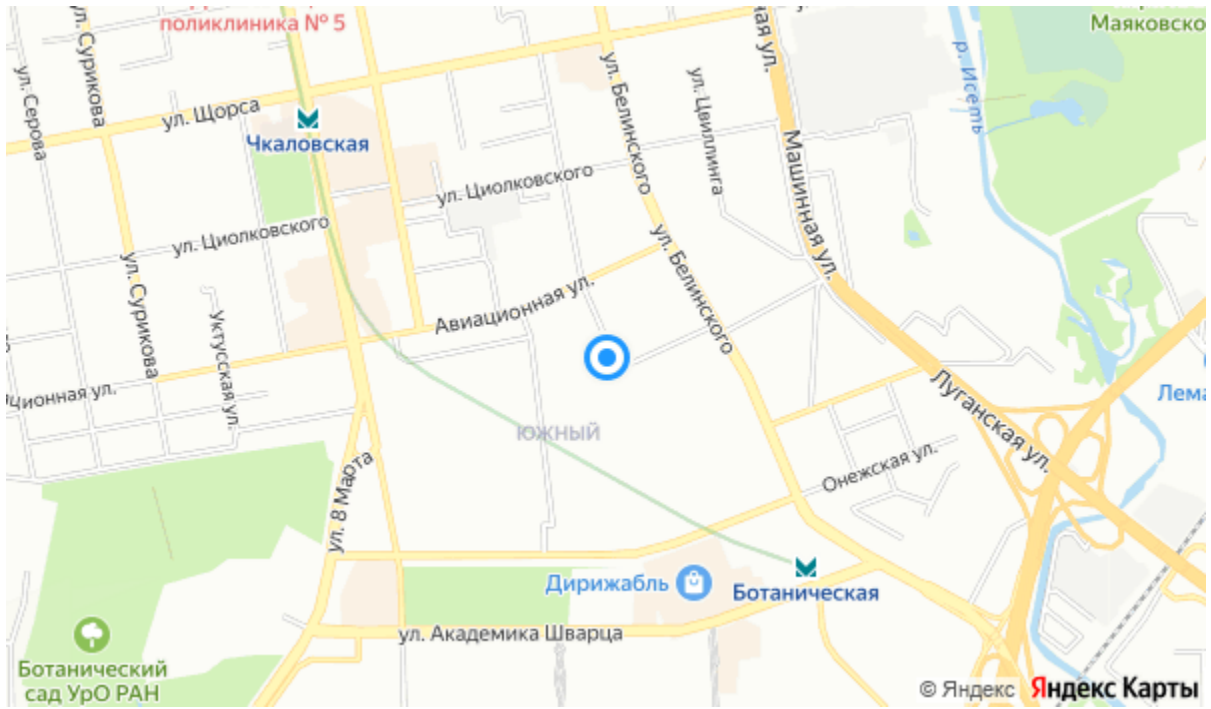 поликлиника № 5
Маяковско
ул. Сурикова
ул. Серова
ул. Щорса
Чкаловская
ул. Белинского
ул. Цвиллинга
ная ул.
р. Исеть
Машинная ул.
ул. Циолковского
ул. Циолковского
ул. Белинского
ул. Сурикова
Уктусская ул.
Авиационная ул.
ционная ул.
Луганская ул.
Лема
ЮЖНЫЙ
Онежская ул.
ул. 8 Марта
Дирижабль
Ботаническая
ул. Академика Шварца
Ботанический
сад УрО РАН
© Яндекс Яндекс Карты